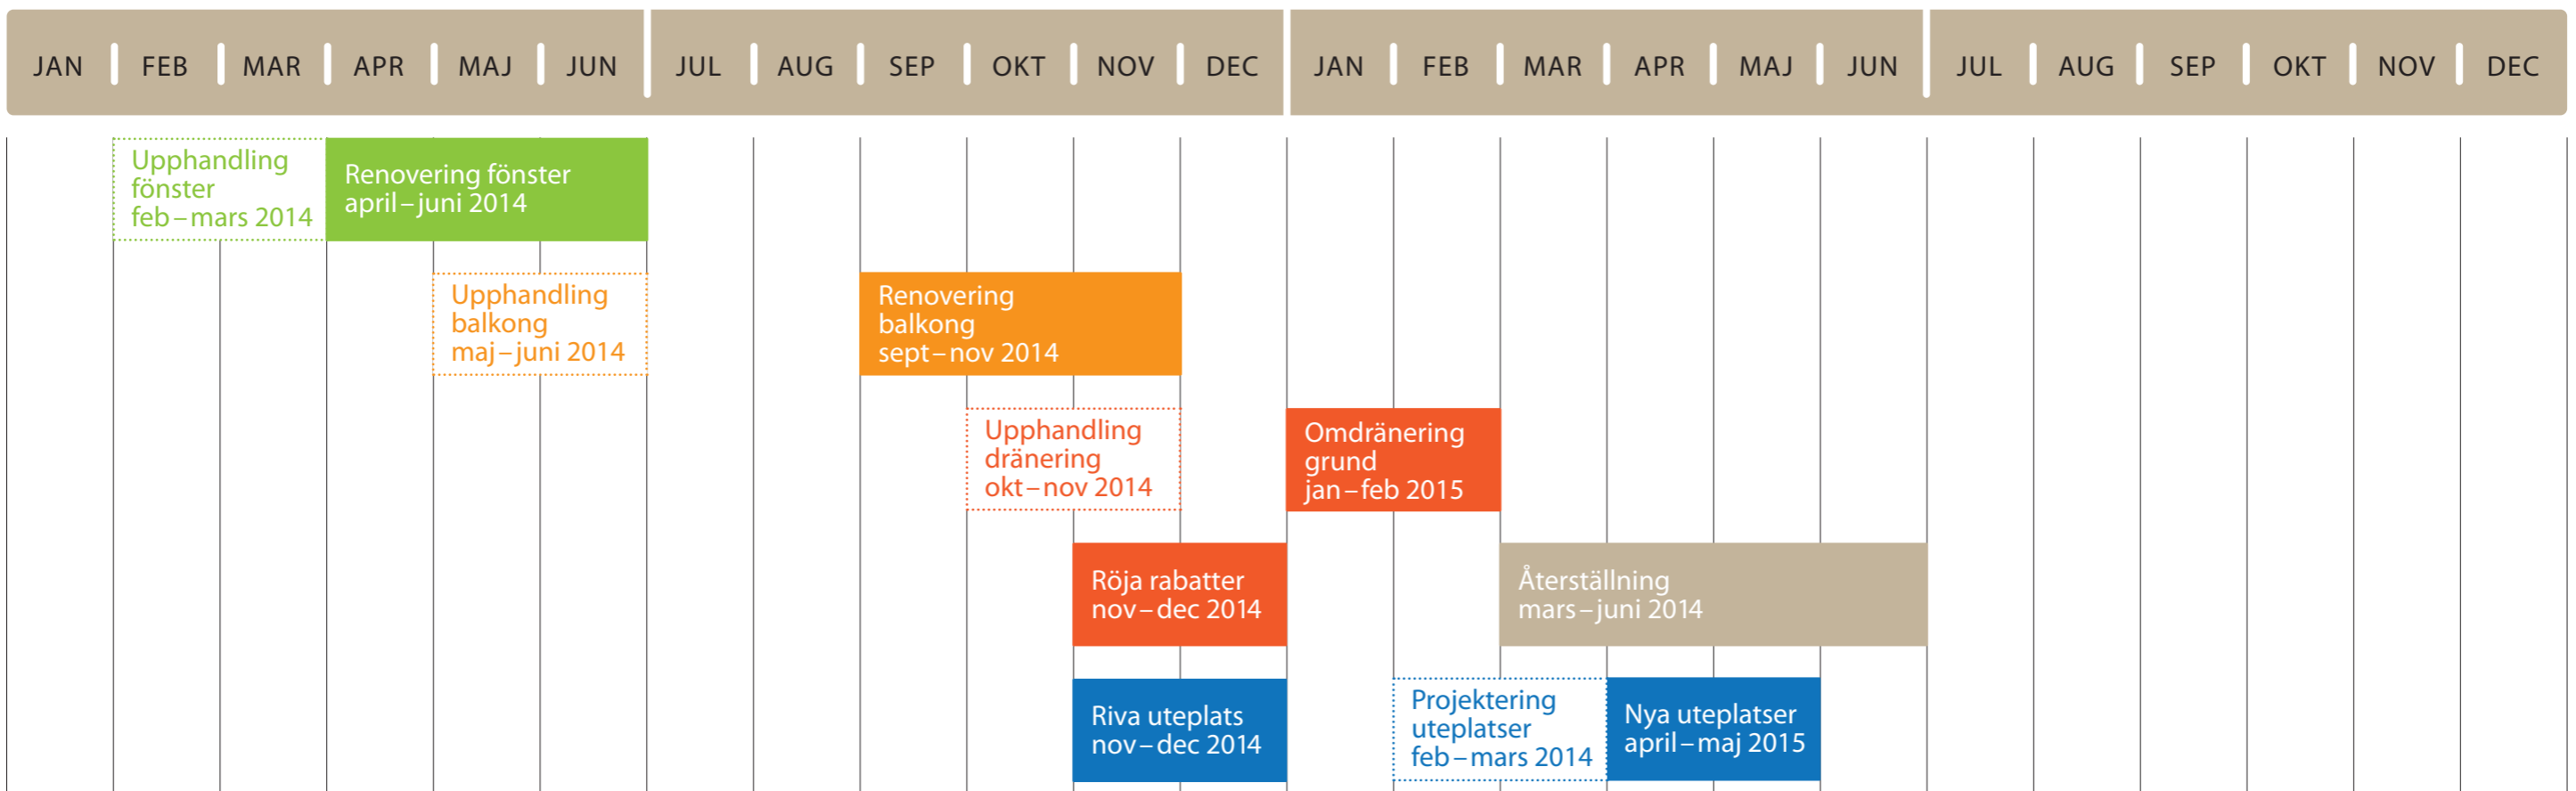 JAN FEB MAR APR MAJ JUN JUL AUG SEP OKT NOV DEC JAN FEB MAR APR MAJ JUN JUL AUG SEP OKT NOV DEC
Upphandling
fönster
feb–mars 2014
Renovering fönster
april–juni 2014
Upphandling
balkong
maj–juni 2014
Renovering
balkong
sept–nov 2014
Upphandling
dränering
okt–nov 2014
Omdränering
grund
jan–feb 2015
Röja rabatter
nov–dec 2014
Återställning
mars–juni 2014
Riva uteplats
nov–dec 2014
Projektering
uteplatser
feb–mars 2014
Nya uteplatser
april–maj 2015